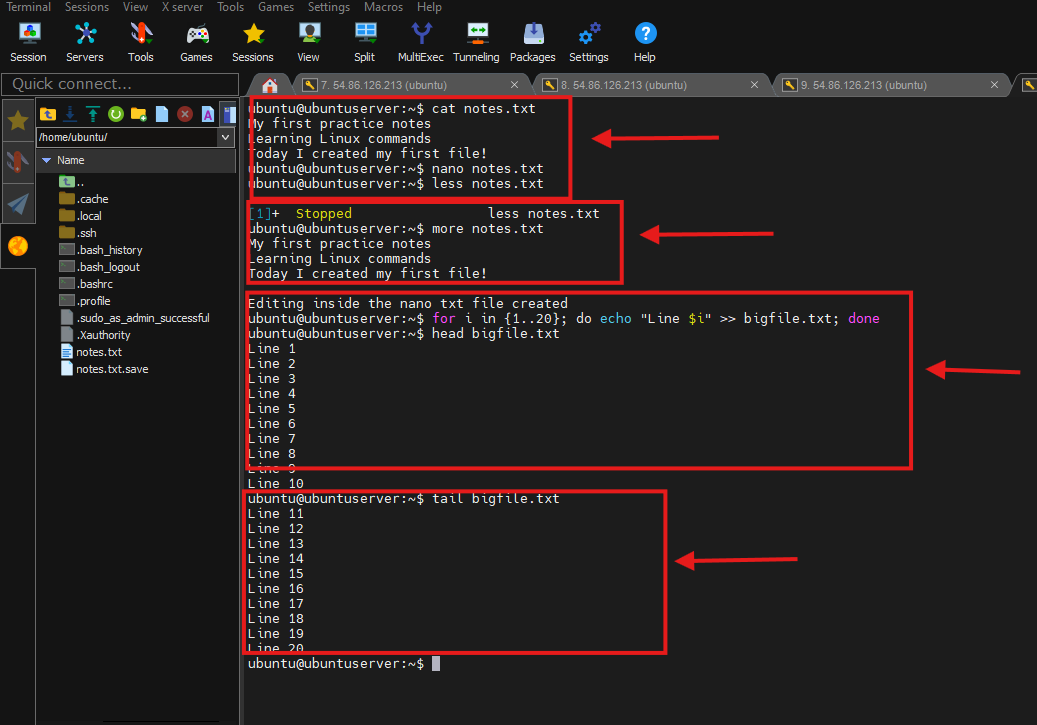 Terminal Sessions View X server Tools Games Settings Macros Help
Session Servers Tools Games Sessions View Split MultiExec Tunneling Packages Settings Help
Quick connect...
7. 54.86.126.213 (ubuntu)
8. 54.86.126.213 (ubuntu)
9. 54.86.126.213 (ubuntu)
/home/ubuntu/
Name
..
.cache
.local
.ssh
.bash_history
.bash_logout
.bashrc
.profile
.sudo_as_admin_successful
.Xauthority
notes.txt
notes.txt.save
ubuntu@ubuntuserver:~$ cat notes.txt
My first practice notes
Learning Linux commands
Today I created my first file!
ubuntu@ubuntuserver:~$ nano notes.txt
ubuntu@ubuntuserver:~$ less notes.txt
[1]+  Stopped                 less notes.txt
ubuntu@ubuntuserver:~$ more notes.txt
My first practice notes
Learning Linux commands
Today I created my first file!
Editing inside the nano txt file created
ubuntu@ubuntuserver:~$ for i in {1..20}; do echo "Line $i" >> bigfile.txt; done
ubuntu@ubuntuserver:~$ head bigfile.txt
Line 1
Line 2
Line 3
Line 4
Line 5
Line 6
Line 7
Line 8
Line 9
Line 10
ubuntu@ubuntuserver:~$ tail bigfile.txt
Line 11
Line 12
Line 13
Line 14
Line 15
Line 16
Line 17
Line 18
Line 19
Line 20
ubuntu@ubuntuserver:~$